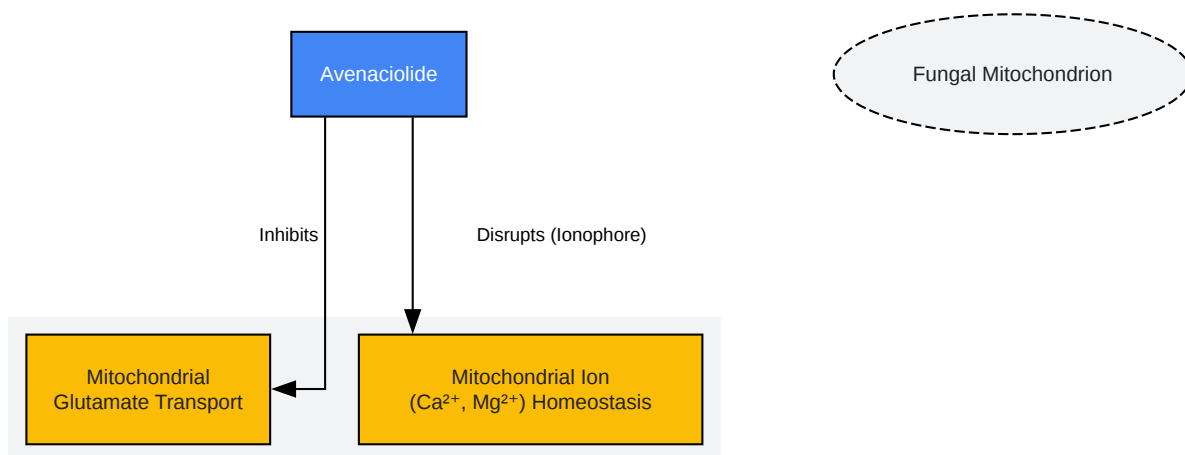 Avenaciolide
Fungal Mitochondrion
Inhibits
Disrupts (Ionophore)
Mitochondrial
Glutamate Transport
Mitochondrial Ion
(Ca²⁺, Mg²⁺) Homeostasis